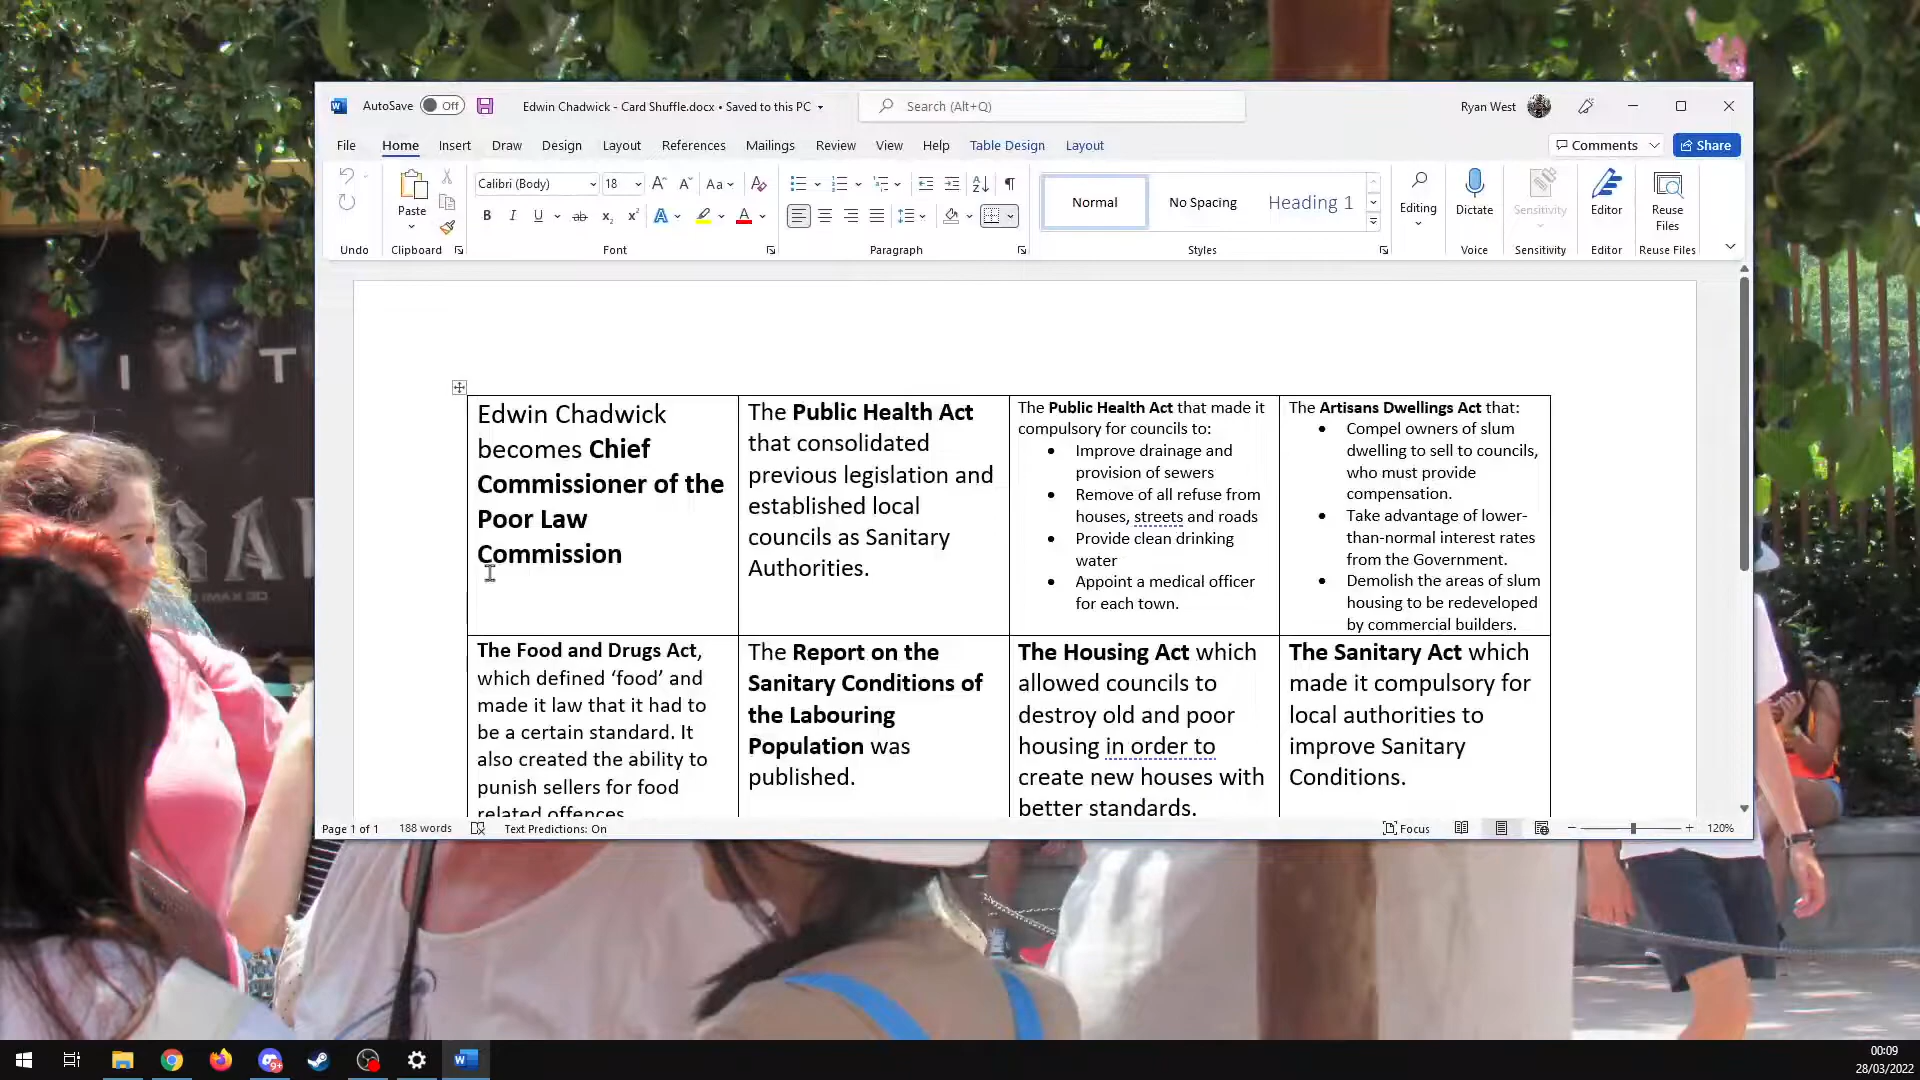 AutoSave Off Edwin Chadwick - Card Shuffle.docx • Saved to this PC Search (Alt+Q) Ryan West
File Home Insert Draw Design Layout References Mailings Review View Help Table Design Layout Comments Share
Calibri (Body) 18
Paste
Normal No Spacing Heading 1
Editing Dictate Sensitivity Editor Reuse
Files
Undo Clipboard Font Paragraph Styles Voice Sensitivity Editor Reuse Files
Edwin Chadwick
becomes Chief
Commissioner of the
Poor Law
Commission
The Public Health Act
that consolidated
previous legislation and
established local
councils as Sanitary
Authorities.
The Public Health Act that made it
compulsory for councils to:
• Improve drainage and
provision of sewers
• Remove of all refuse from
houses, streets and roads
• Provide clean drinking
water
• Appoint a medical officer
for each town.
The Artisans Dwellings Act that:
• Compel owners of slum
dwelling to sell to councils,
who must provide
compensation.
• Take advantage of lower-
than-normal interest rates
from the Government.
• Demolish the areas of slum
housing to be redeveloped
by commercial builders.
The Food and Drugs Act,
which defined ‘food’ and
made it law that it had to
be a certain standard. It
also created the ability to
punish sellers for food
related offences
The Report on the
Sanitary Conditions of
the Labouring
Population was
published.
The Housing Act which
allowed councils to
destroy old and poor
housing in order to
create new houses with
better standards.
The Sanitary Act which
made it compulsory for
local authorities to
improve Sanitary
Conditions.
Page 1 of 1 188 words Text Predictions: On Focus 120%
9+
00:09
28/03/2022